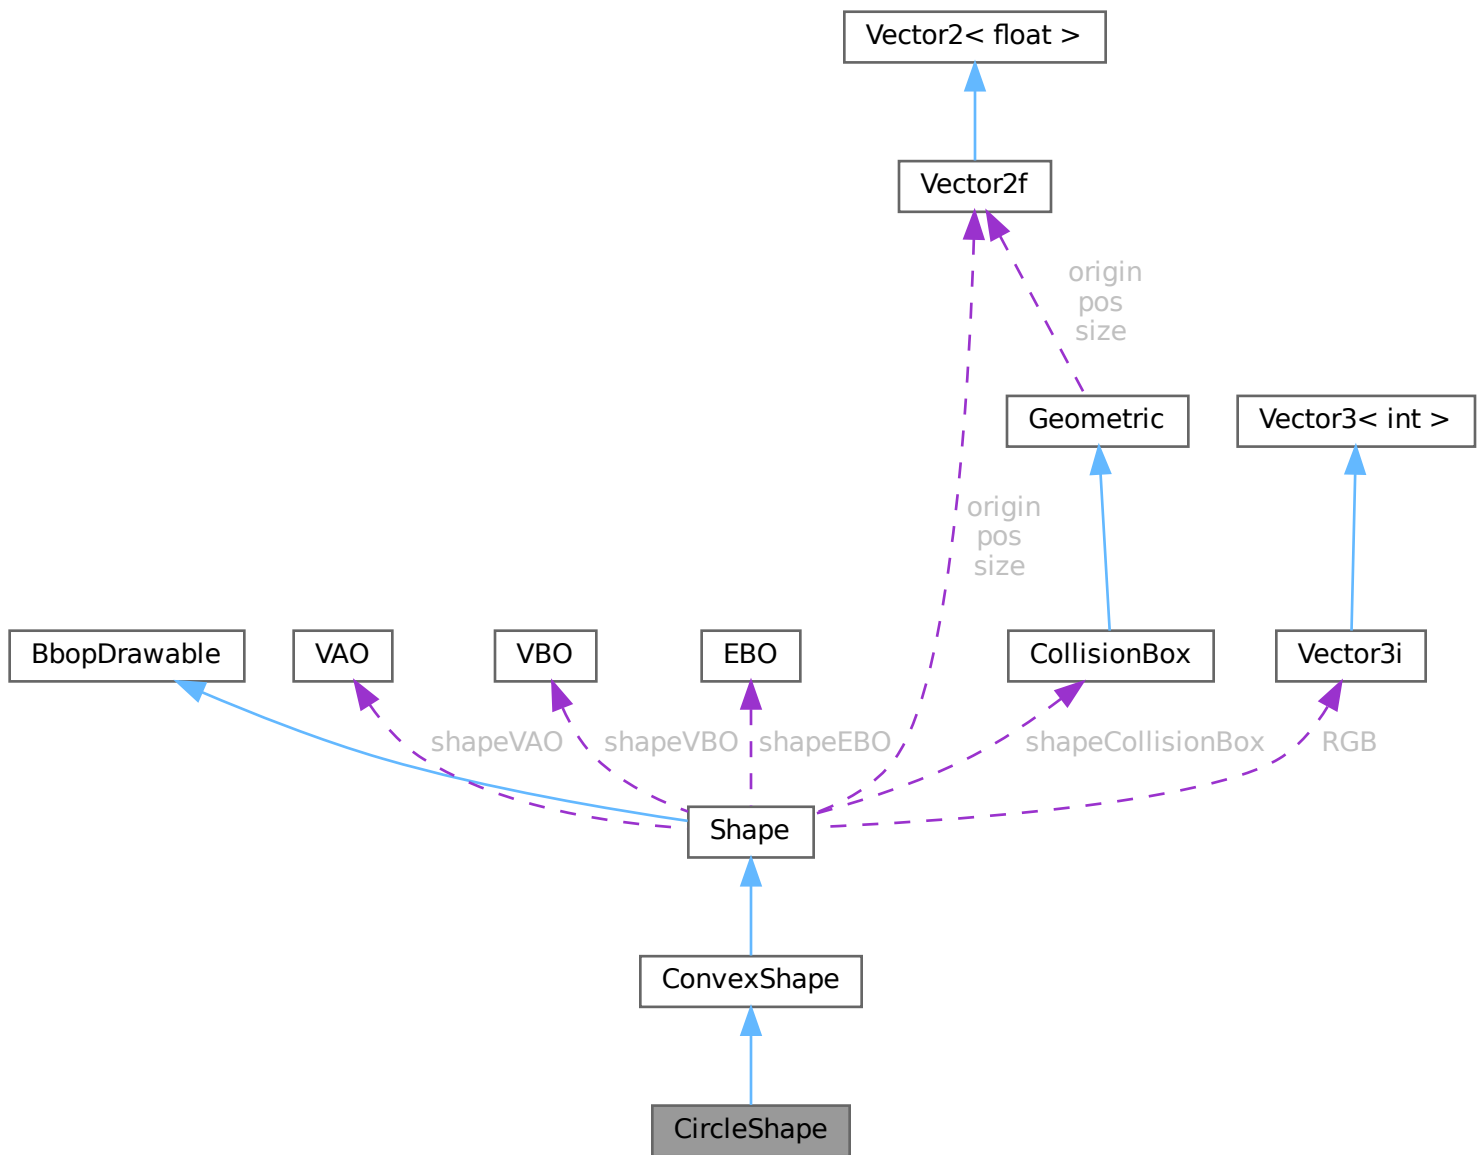 Vector2< float >
Vector2f
origin
pos
size
Geometric
Vector3< int >
origin
pos
size
BbopDrawable
VAO
VBO
EBO
CollisionBox
Vector3i
shapeVAO
shapeVBO
shapeEBO
shapeCollisionBox
RGB
Shape
ConvexShape
CircleShape